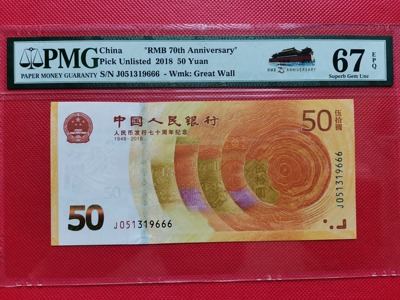 PMG
PAPER MONEY GUARANTY
China "RMB 70th Anniversary"
Pick Unlisted 2018 50 Yuan
S/N J051319666 - Wmk: Great Wall
67 EPQ
Superb Gem Unc
中国人民银行
人民币发行七十周年纪念
1948-2018
50
伍拾圆
50
J051319666
J051319666